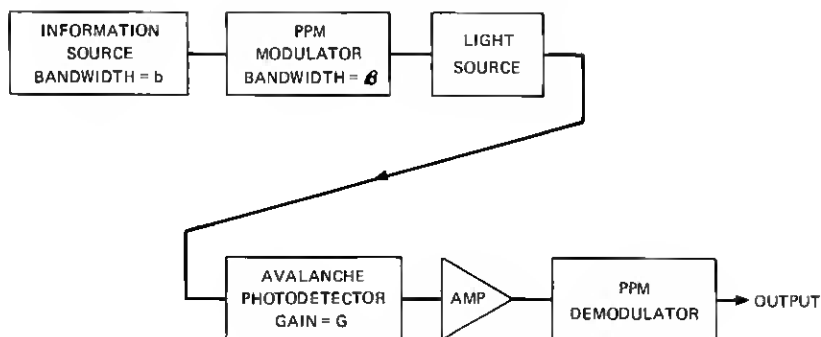 INFORMATION
SOURCE
BANDWIDTH = b
PPM
MODULATOR
BANDWIDTH = B
LIGHT
SOURCE
AVALANCHE
PHOTODETECTOR
GAIN = G
AMP
PPM
DEMODULATOR
OUTPUT